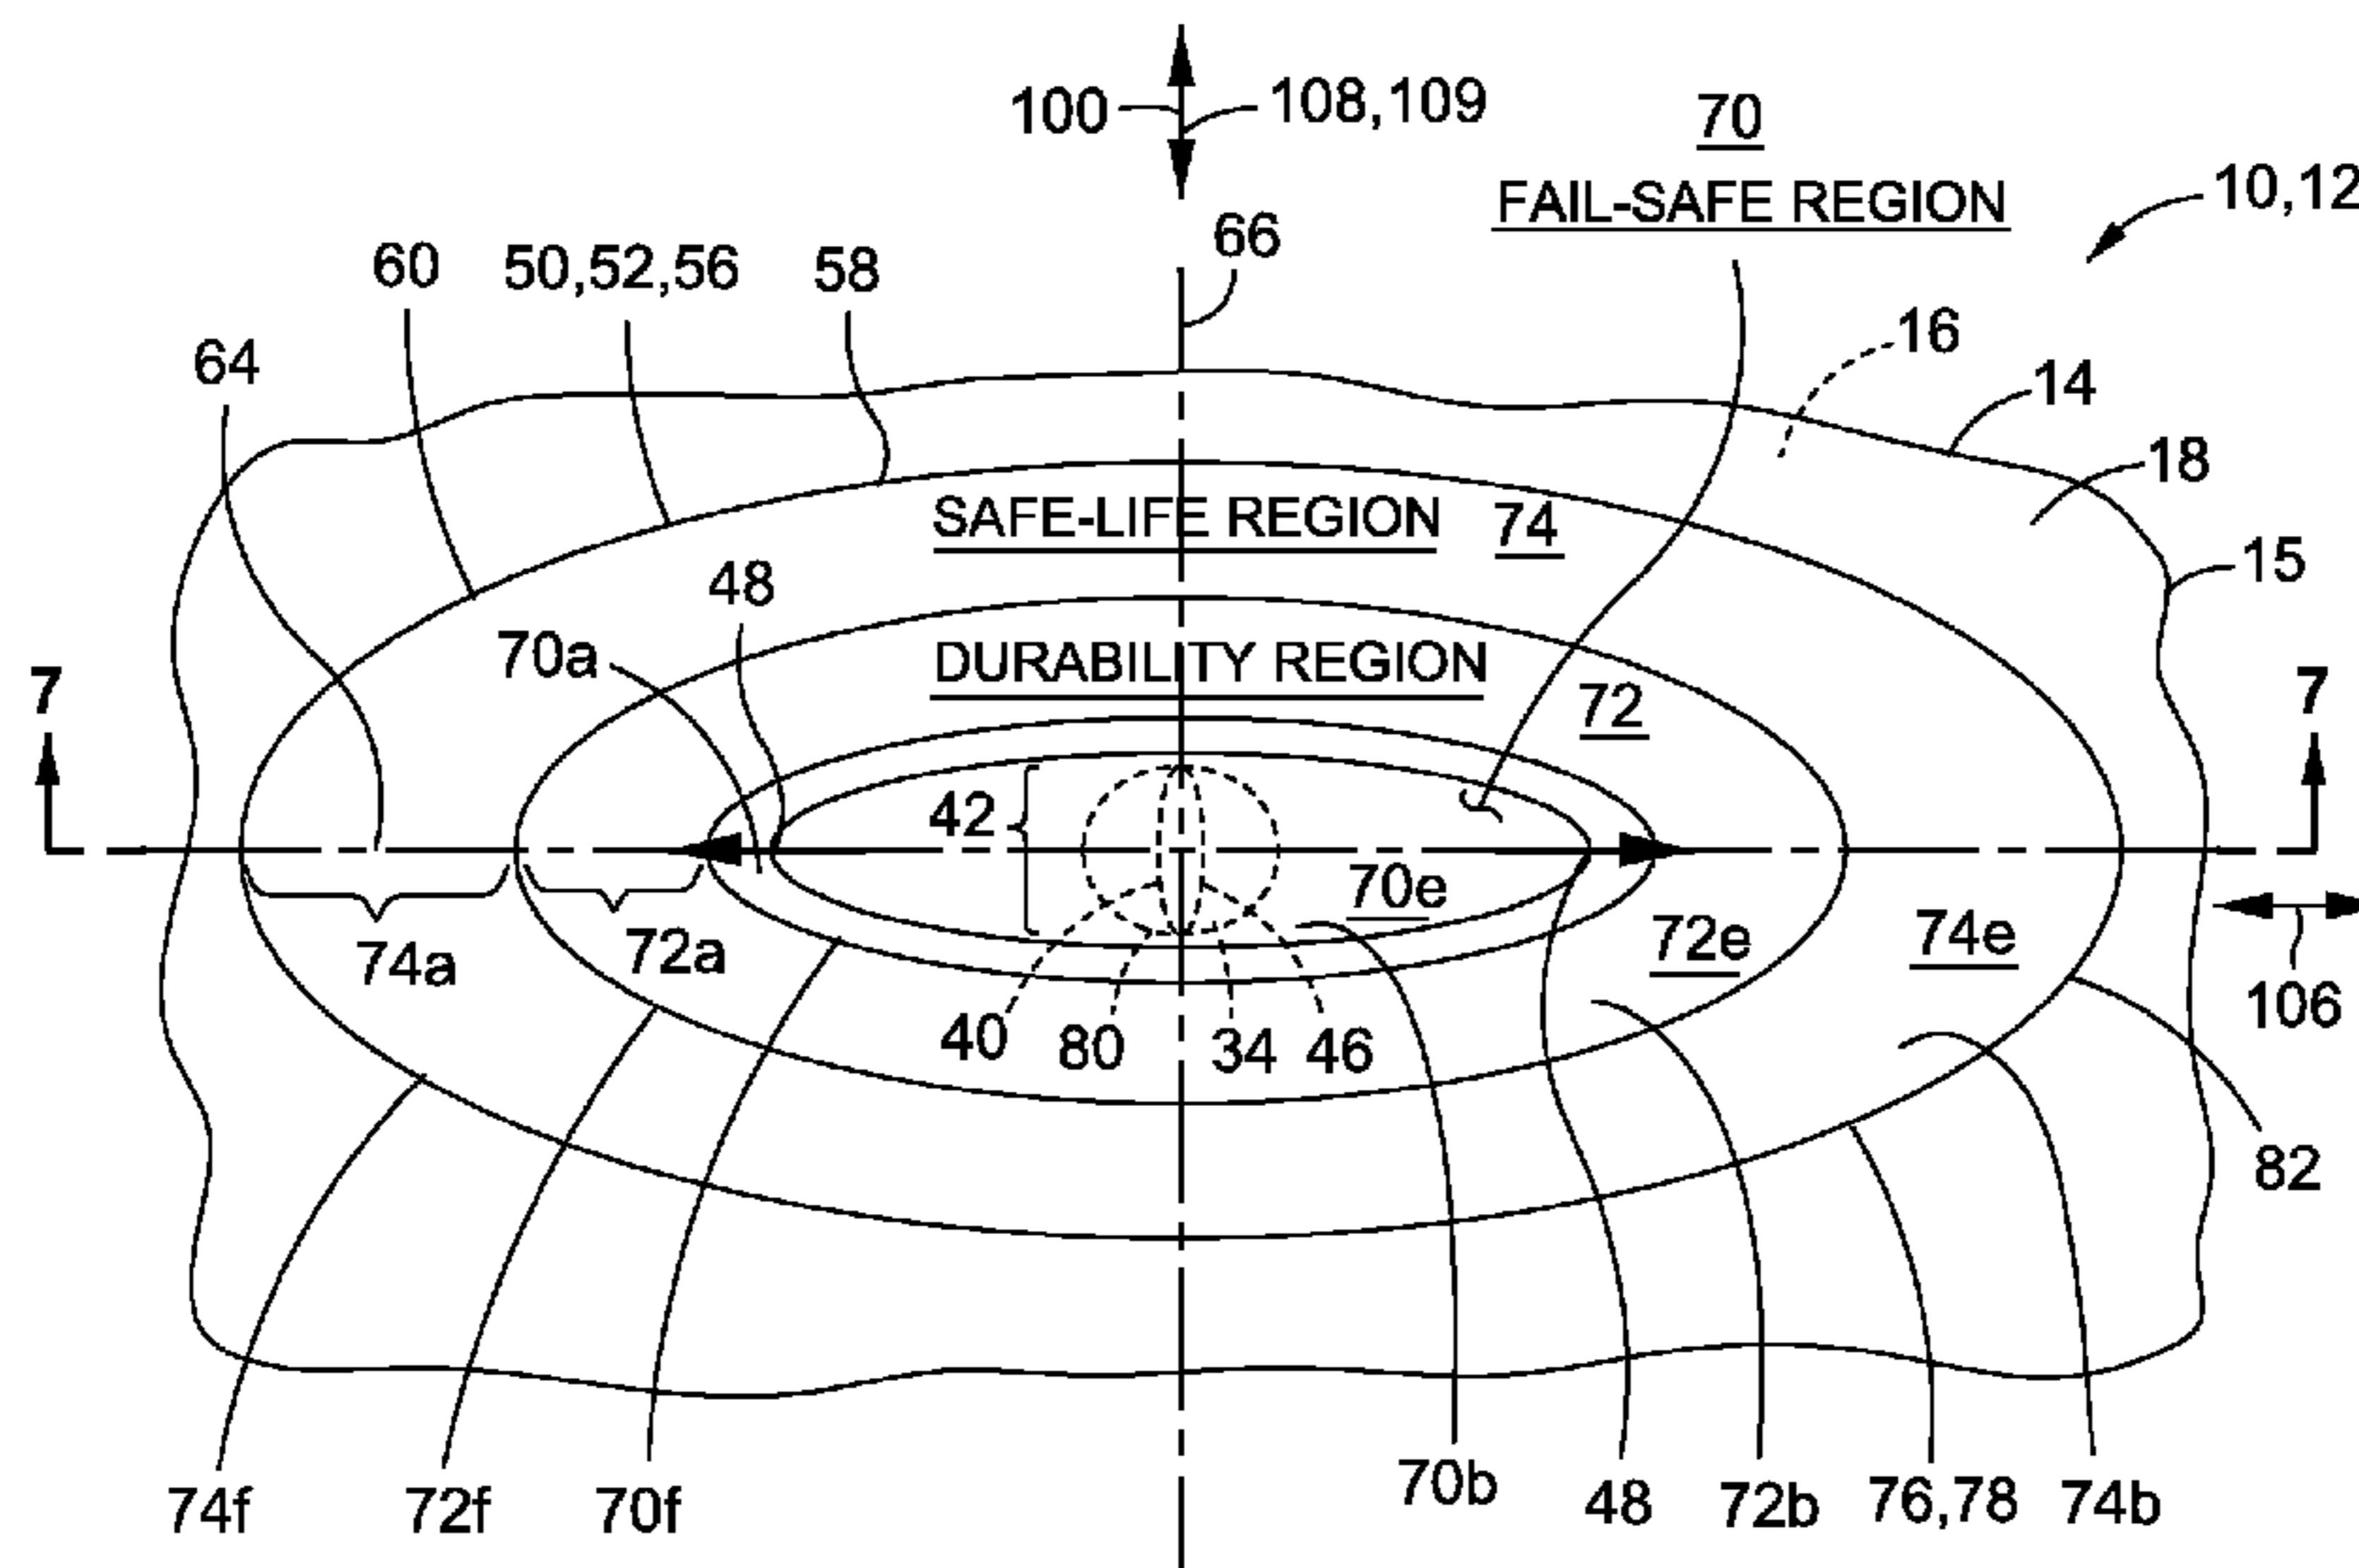 100
108,109
70
FAIL-SAFE REGION
10,12
66
60
50,52,56
58
16
64
14
18
SAFE-LIFE REGION
74
15
48
70a
DURABILITY REGION
7
72
7
42
70e
74a
72a
72e
74e
106
40
80
34
46
82
70b
48
72b
76,78
74b
74f
72f
70f